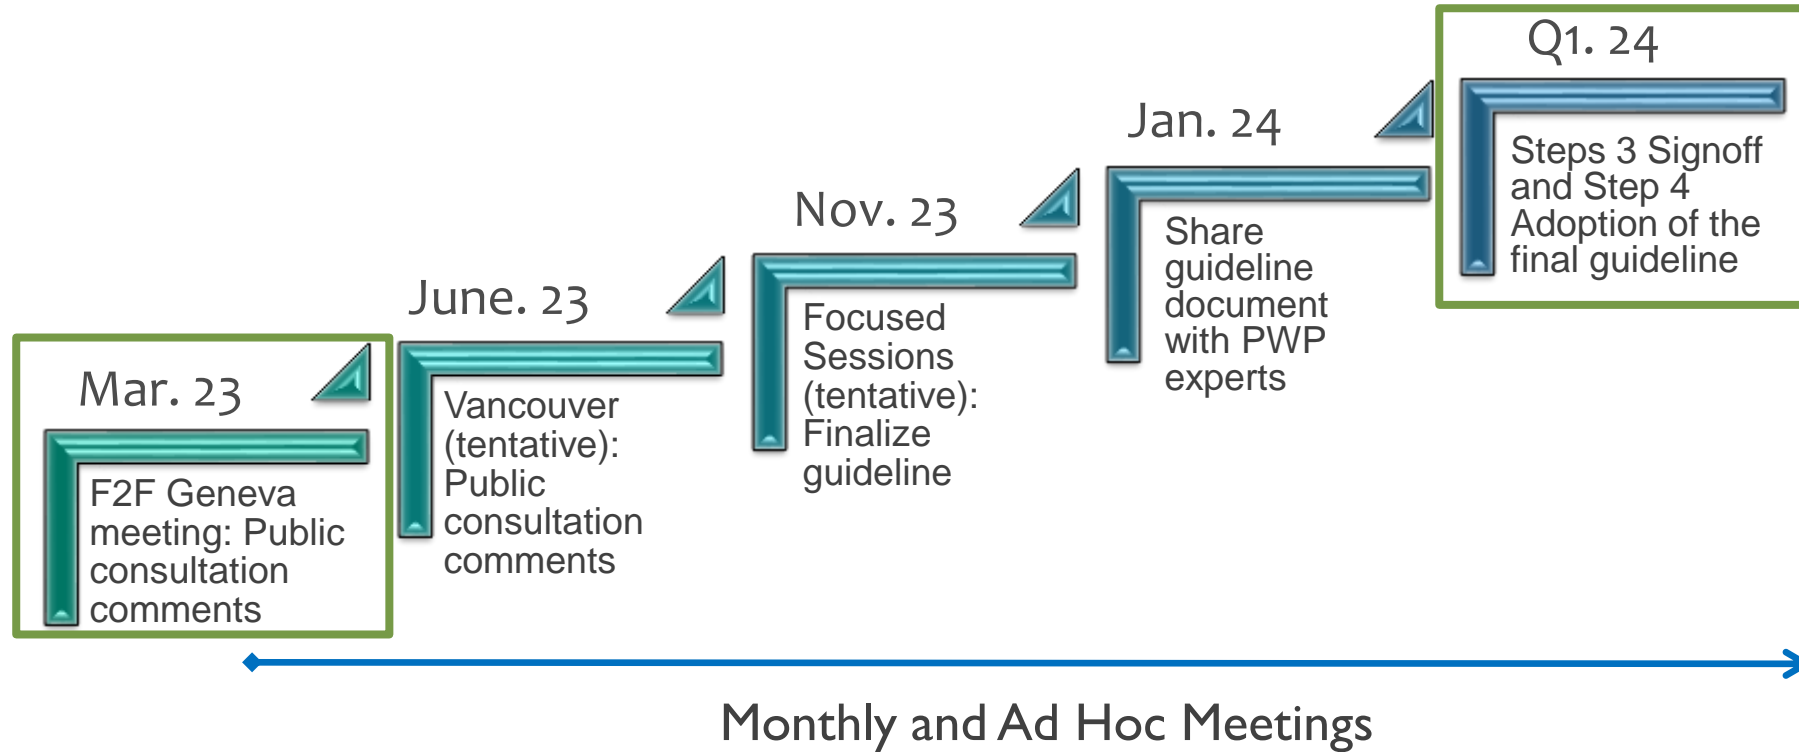 Mar. 23
F2F Geneva
meeting: Public
consultation
comments
June. 23
Vancouver
(tentative):
Public
consultation
comments
Nov. 23
Focused
Sessions
(tentative):
Finalize
guideline
Jan. 24
Share
guideline
document
with PWP
experts
Q1. 24
Steps 3 Signoff
and Step 4
Adoption of the
final guideline
Monthly and Ad Hoc Meetings